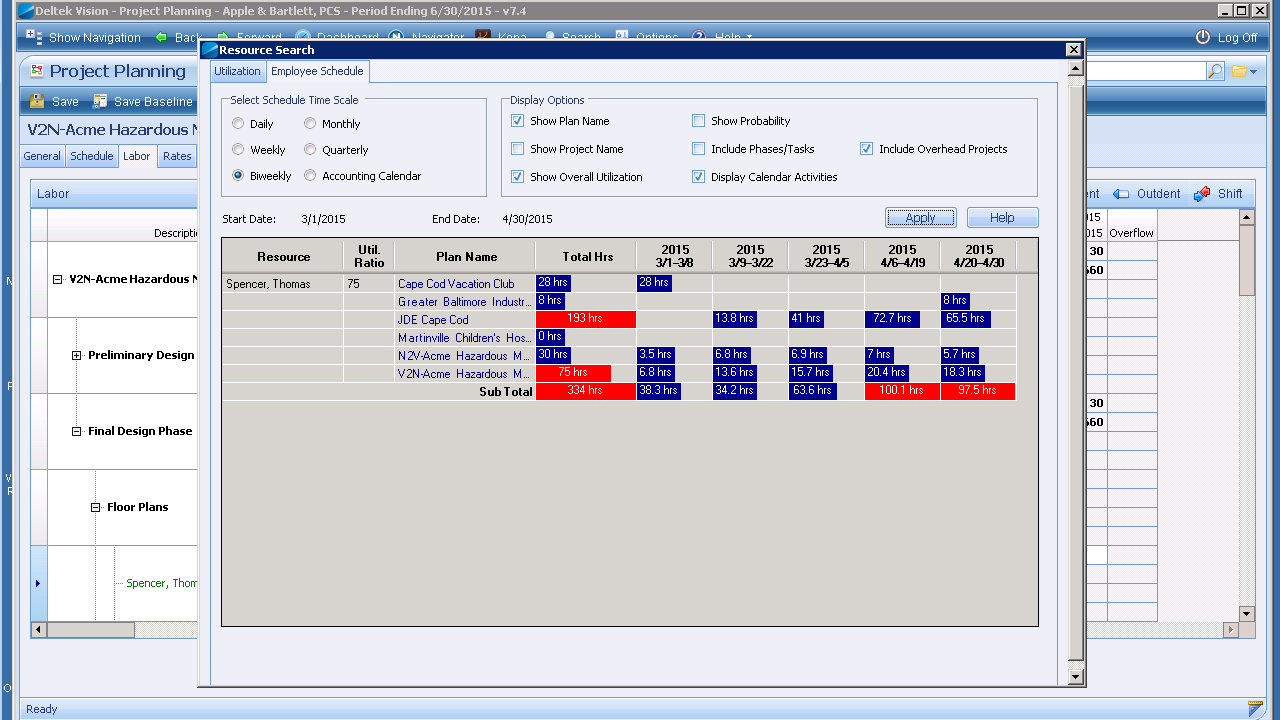 Deltek Vision - Project Planning - Apple & Bartlett, PCS - Period Ending 6/30/2015 - v7.4
Show Navigation Back Forward Dashboard Navigator Kona Search Options Help Log Off
Resource Search
Project Planning
Utilization Employee Schedule
Save Save Baseline
V2N-Acme Hazardous
General Schedule Labor Rates
Select Schedule Time Scale
Daily Monthly
Weekly Quarterly
Biweekly Accounting Calendar
Display Options
Show Plan Name Show Probability
Show Project Name Include Phases/Tasks Include Overhead Projects
Show Overall Utilization Display Calendar Activities
Labor
Outdent Shift
Start Date: 3/1/2015 End Date: 4/30/2015 Apply Help
Overflow
Resource Util. Ratio Plan Name Total Hrs 2015 3/1-3/8 2015 3/9-3/22 2015 3/23-4/5 2015 4/6-4/19 2015 4/20-4/30
Spencer, Thomas 75 Cape Cod Vacation Club 28 hrs 28 hrs
Greater Baltimore Industr... 8 hrs 8 hrs
JDE Cape Cod 193 hrs 13.8 hrs 41 hrs 72.7 hrs 65.5 hrs
Martinville Children's Hos... 0 hrs
N2V-Acme Hazardous M... 30 hrs 3.5 hrs 6.8 hrs 6.9 hrs 7 hrs 5.7 hrs
V2N-Acme Hazardous M... 75 hrs 6.8 hrs 13.6 hrs 15.7 hrs 20.4 hrs 18.3 hrs
Sub Total 334 hrs 38.3 hrs 34.2 hrs 63.6 hrs 100.1 hrs 97.5 hrs
V2N-Acme Hazardous
Preliminary Design
Final Design Phase
Floor Plans
Spencer, Thom
30
30
Ready